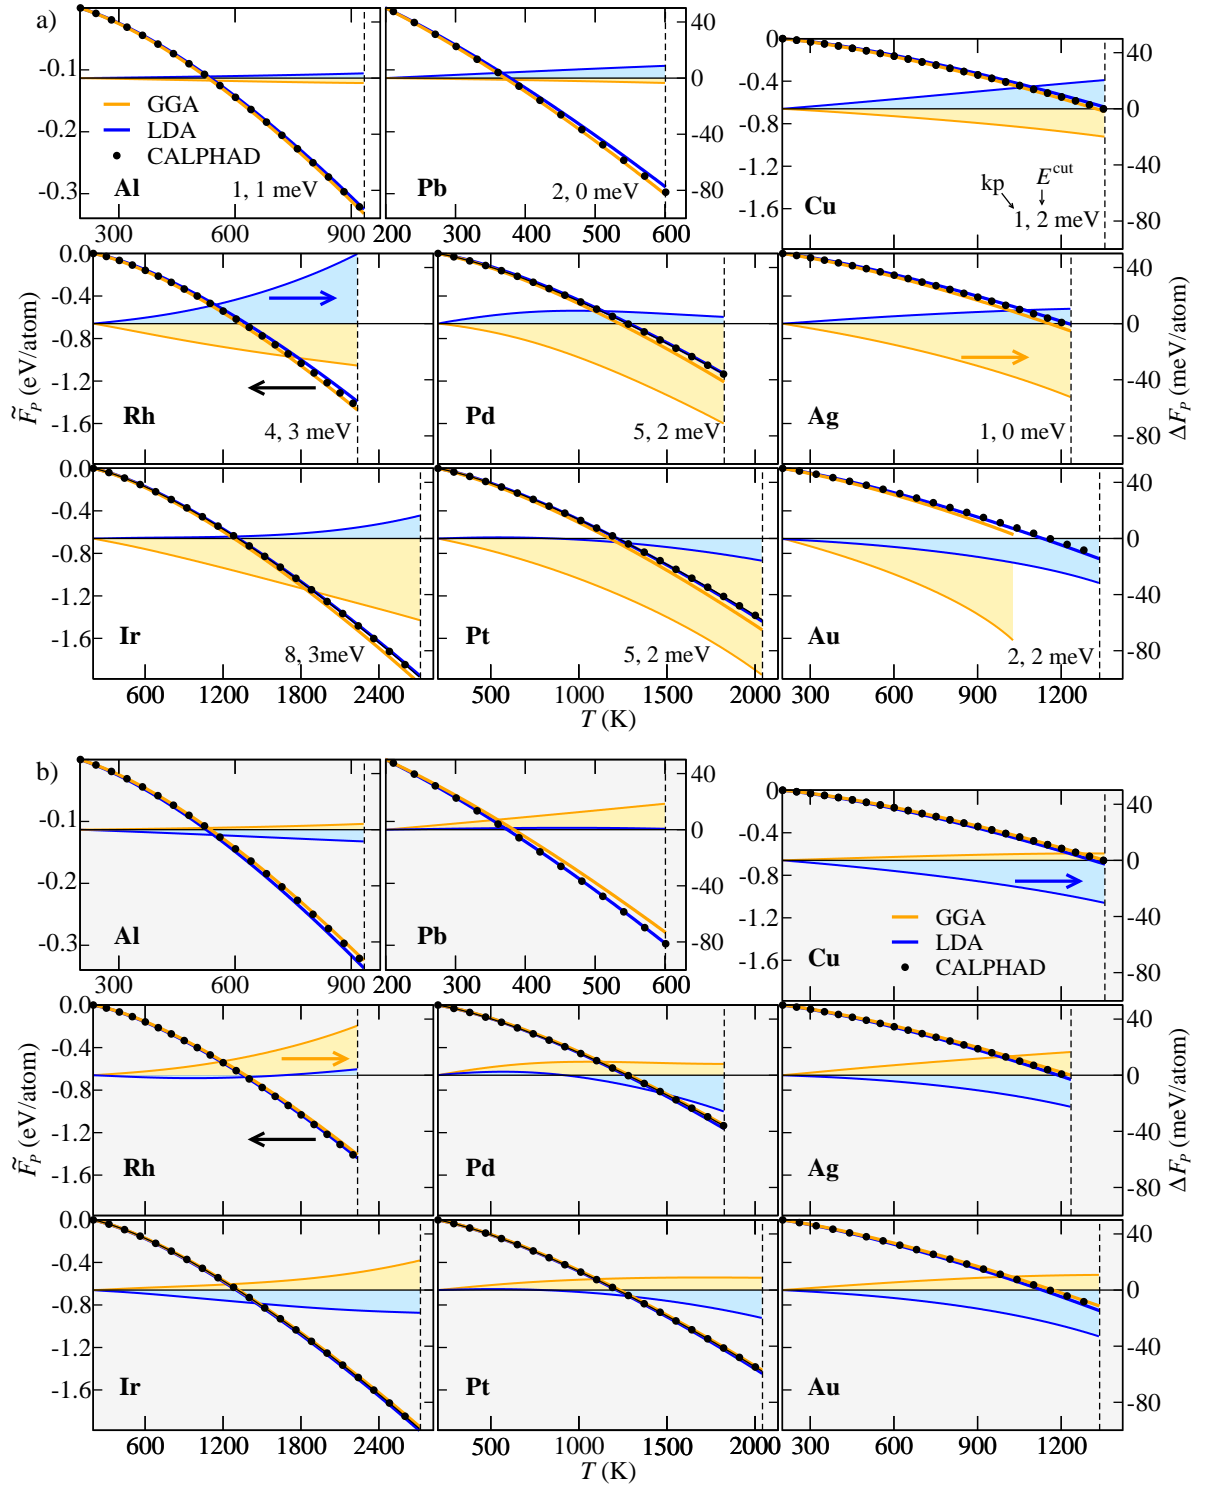 a)
-0.1
-0.2
-0.3
GGA
LDA
CALPHAD
Al
1, 1 meV
300
600
900
40
0
-40
-80
Pb
2, 0 meV
200
300
400
500
600
0
-0.4
-0.8
-1.2
-1.6
40
0
-40
-80
kp
E^cut
1, 2 meV
Cu
F̃_P (eV/atom)
0.0
-0.4
-0.8
-1.2
-1.6
Rh
4, 3 meV
Pd
5, 2 meV
Ag
1, 0 meV
40
0
-40
-80
ΔF_P (meV/atom)
0.0
-0.4
-0.8
-1.2
-1.6
Ir
8, 3meV
Pt
5, 2 meV
Au
2, 2 meV
40
0
-40
-80
600
1200
1800
2400
500
1000
1500
2000
300
600
900
1200
T (K)
b)
-0.1
-0.2
-0.3
Al
300
600
900
40
0
-40
-80
Pb
200
300
400
500
600
0
-0.4
-0.8
-1.2
-1.6
40
0
-40
-80
GGA
LDA
CALPHAD
Cu
F̃_P (eV/atom)
0.0
-0.4
-0.8
-1.2
-1.6
Rh
Pd
Ag
40
0
-40
-80
ΔF_P (meV/atom)
0.0
-0.4
-0.8
-1.2
-1.6
Ir
Pt
Au
40
0
-40
-80
600
1200
1800
2400
500
1000
1500
2000
300
600
900
1200
T (K)